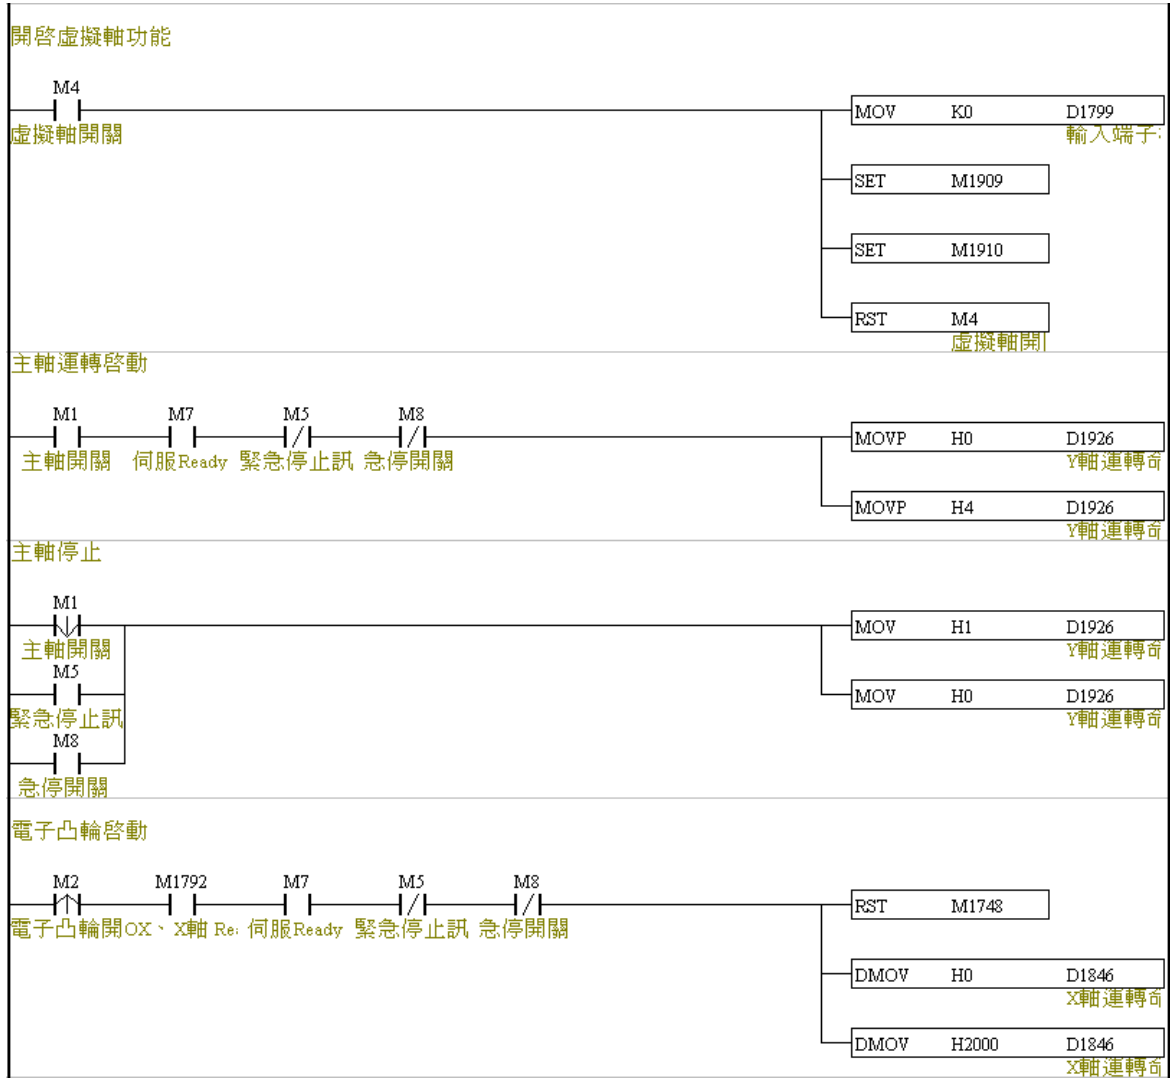 開啓虛擬軸功能
M4
MOV K0 D1799
虛擬軸開關 輸入端子
SET M1909
SET M1910
RST M4
虛擬軸開
主軸運轉啓動
M1 M7 M5 M8
MOVP H0 D1926
主軸開關 伺服Ready 緊急停止訊 急停開關 Y軸運轉命
MOVP H4 D1926
Y軸運轉命
主軸停止
M1
MOV H1 D1926
主軸開關 Y軸運轉命
M5
MOV H0 D1926
緊急停止訊 Y軸運轉命
M8
急停開關
電子凸輪啓動
M2 M1792 M7 M5 M8
RST M1748
電子凸輪開OX、X軸 Re 伺服Ready 緊急停止訊 急停開關
DMOV H0 D1846
X軸運轉命
DMOV H2000 D1846
X軸運轉命